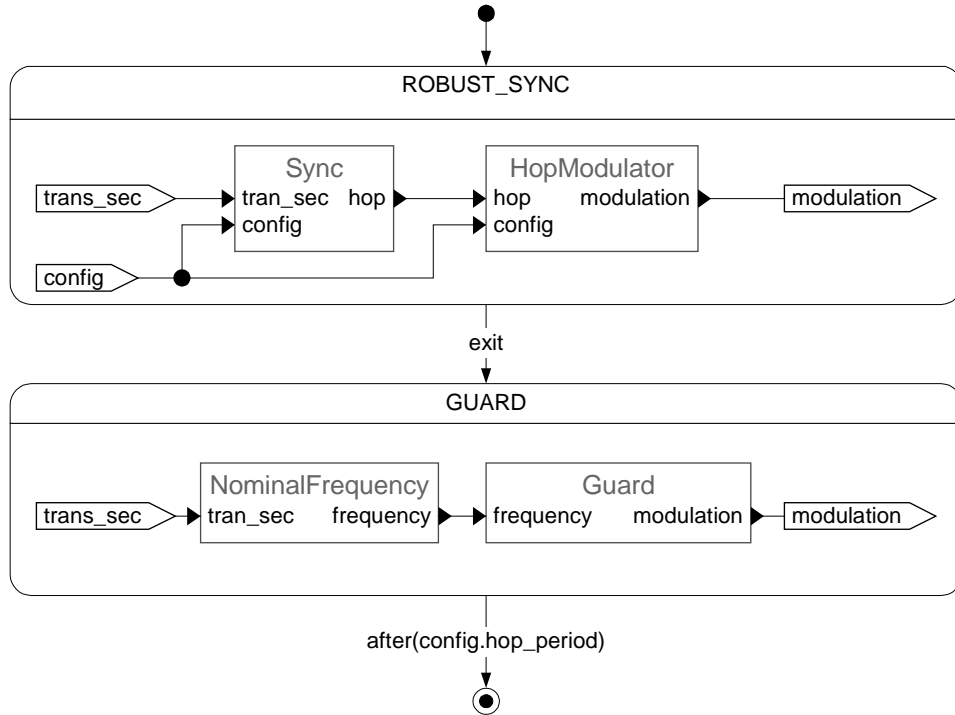 ROBUST_SYNC
Sync
HopModulator
trans_sec
tran_sec hop
hop modulation
modulation
config
config
config
exit
GUARD
NominalFrequency
Guard
trans_sec
tran_sec frequency
frequency modulation
modulation
after(config.hop_period)